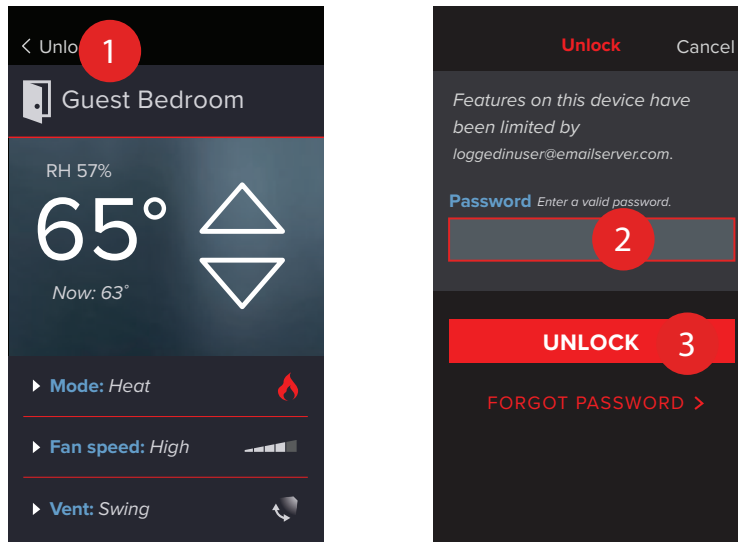 < Unlo
1
Guest Bedroom
RH 57%
65°
Now: 63°
Mode: Heat
Fan speed: High
Vent: Swing
Unlock Cancel
Features on this device have
been limited by
loggedinuser@emailserver.com.
Password Enter a valid password.
2
UNLOCK 3
FORGOT PASSWORD >